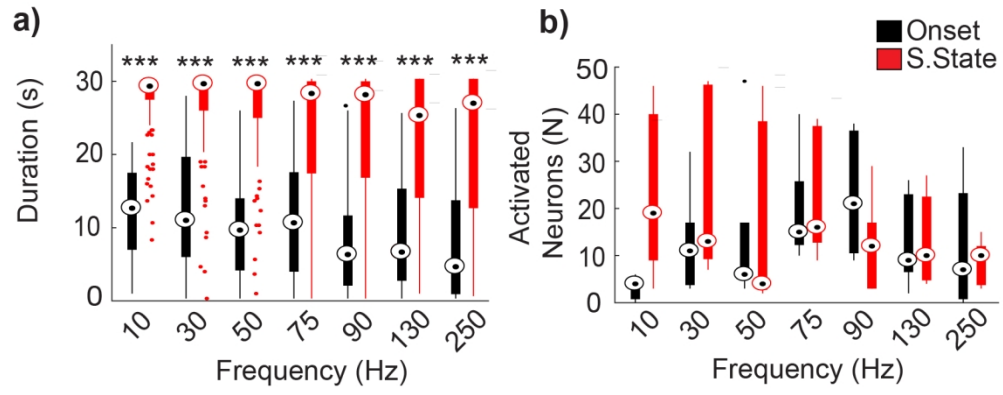 a)
*** *** *** *** *** *** ***
30
20
10
0
Duration (s)
10 30 50 75 90 130 250
Frequency (Hz)
b)
Onset
S.State
50
40
30
20
10
0
Activated
Neurons (N)
10 30 50 75 90 130 250
Frequency (Hz)